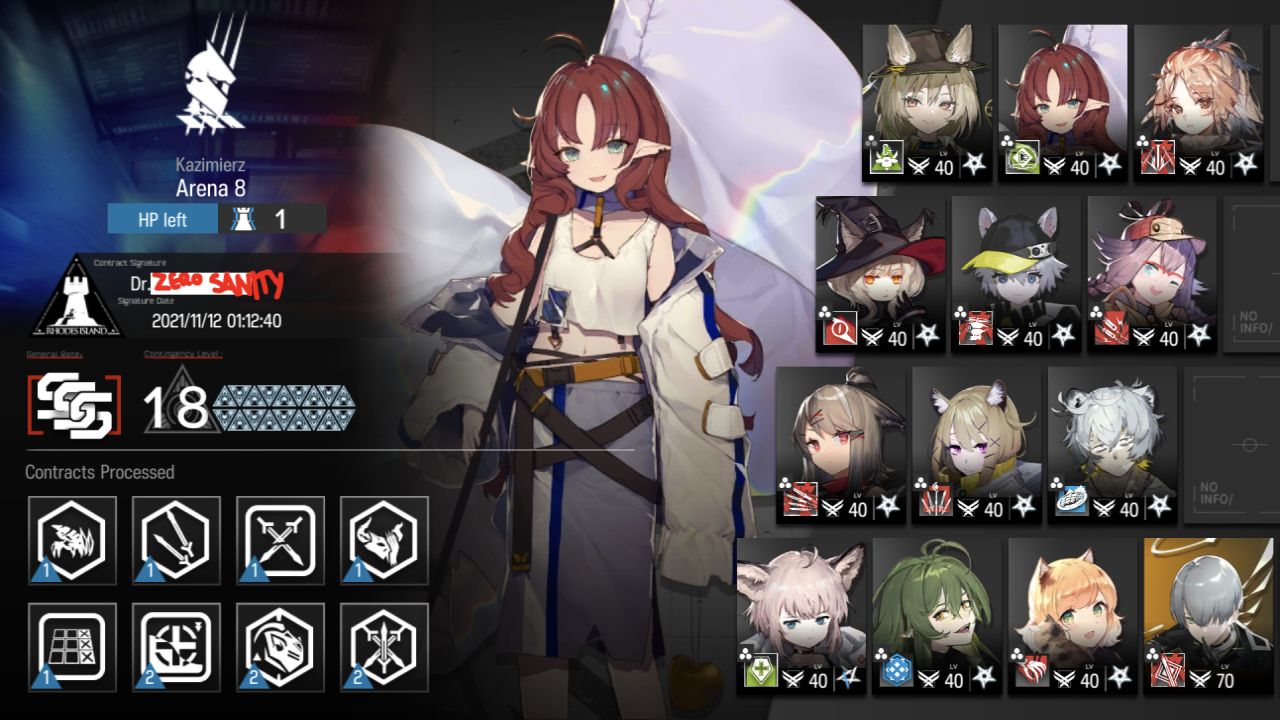 Kazimierz
Arena 8
HP left 1
Contract Signature
Dr. ZERO SANITY
Signature Date
2021/11/12 01:12:40
RHODES ISLAND
General Rate:
Contingency Level:
SSS
18
Contracts Processed
1 1 1 1
1 2 2 2
LV 40 LV 40 LV 40
LV 40 LV 40 LV 40
NO
INFO/
LV 40 LV 40 LV 40
NO
INFO/
LV 40 LV 40 LV 40 LV 70